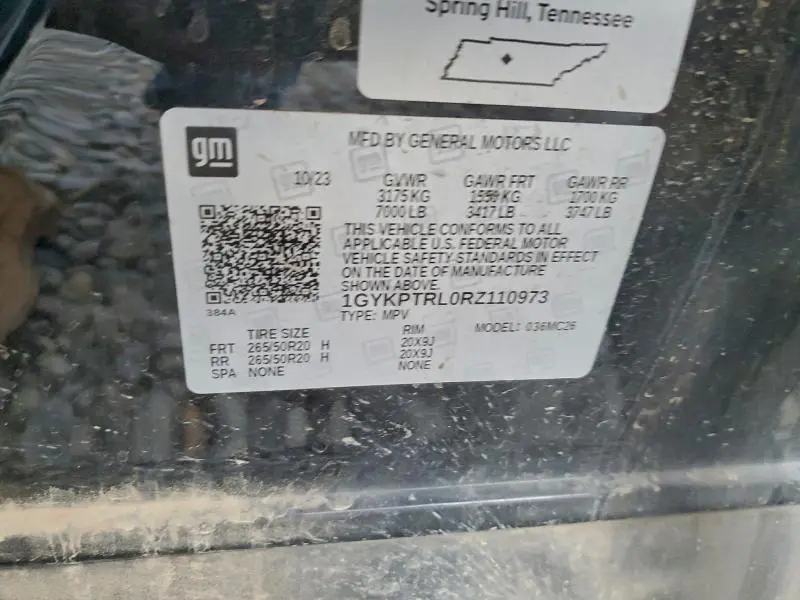 Spring Hill, Tennessee
gm
MFD BY GENERAL MOTORS LLC
10/23 GVWR GAWR FRT GAWR RR
3175 KG 1550 KG 1700 KG
7000 LB 3417 LB 3747 LB
THIS VEHICLE CONFORMS TO ALL
APPLICABLE U.S. FEDERAL MOTOR
VEHICLE SAFETY STANDARDS IN EFFECT
ON THE DATE OF MANUFACTURE
SHOWN ABOVE.
1GYKPTRL0RZ110973
384A
TYPE: MPV
TIRE SIZE RIM MODEL: 036MC26
FRT 265/50R20 H 20X9J
RR 265/50R20 H 20X9J
SPA NONE NONE